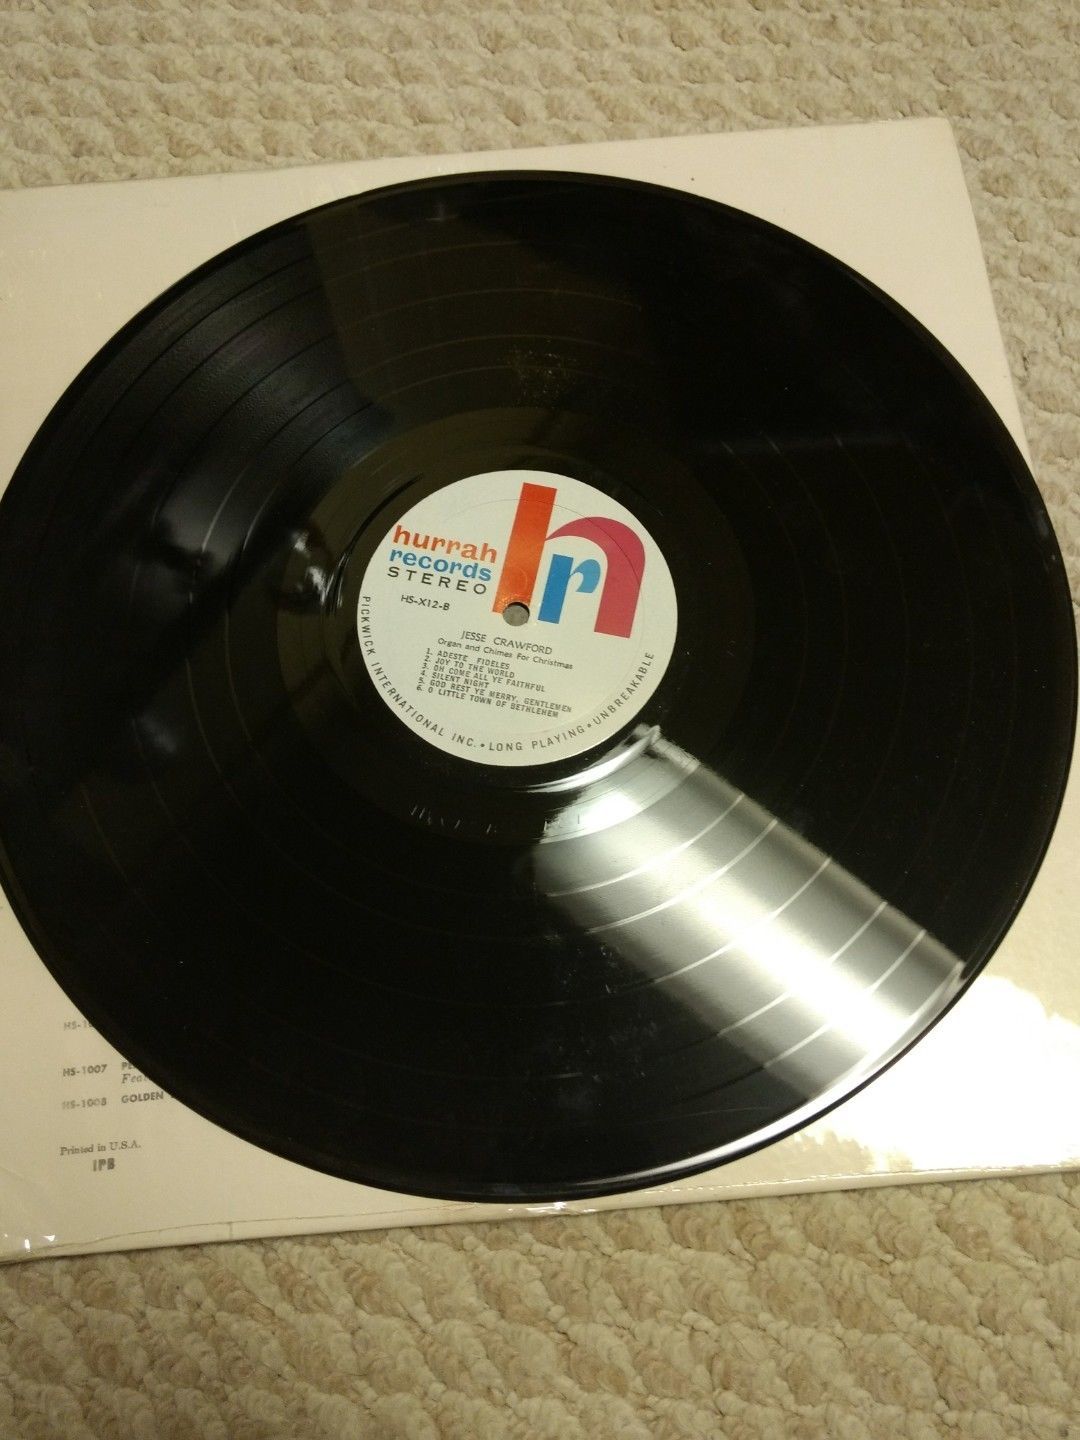 hurrah
records
STEREO
hr
HS-X12-B
JESSE CRAWFORD
Organ and Chimes For Christmas
1. ADESTE FIDELES
2. JOY TO THE WORLD
3. OH COME ALL YE FAITHFUL
4. SILENT NIGHT
5. GOD REST YE MERRY, GENTLEMEN
6. O LITTLE TOWN OF BETHLEHEM
PICKWICK INTERNATIONAL INC. • LONG PLAYING • UNBREAKABLE
HS-1007
HS-1008 GOLDEN
Printed in U.S.A.
IPB